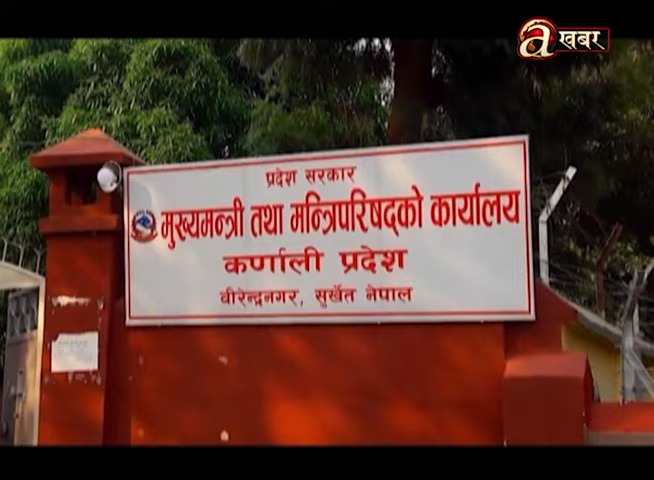 a खबर
प्रदेश सरकार
मुख्यमन्त्री तथा मन्त्रिपरिषद्को कार्यालय
कर्णाली प्रदेश
वीरेन्द्रनगर, सुर्खेत नेपाल